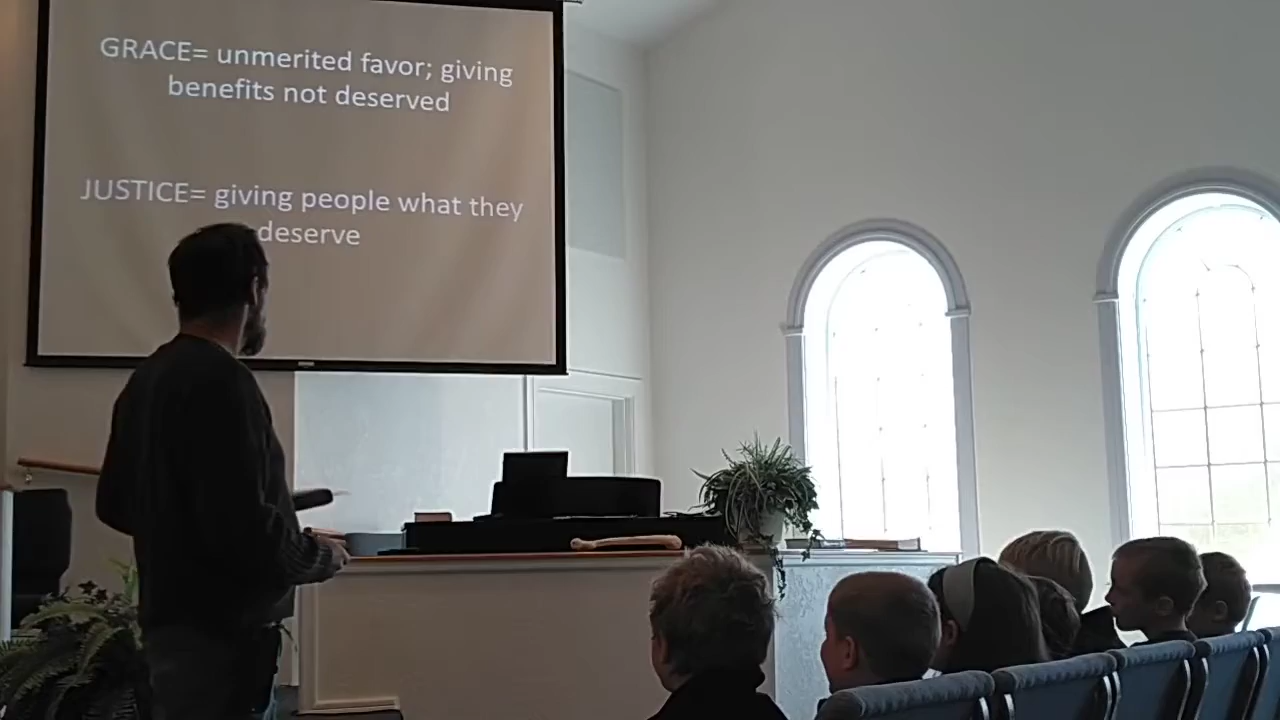 GRACE= unmerited favor; giving
benefits not deserved
JUSTICE= giving people what they
deserve